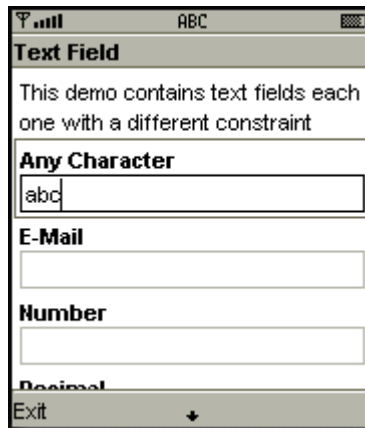 ABC
Text Field
This demo contains text fields each
one with a different constraint
Any Character
abc
E-Mail
Number
Decimal
Exit